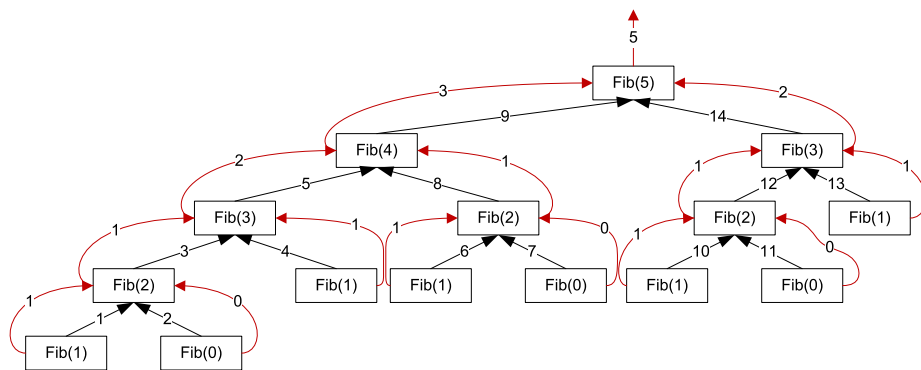 5
Fib(5)
3 2
9 14
Fib(4) Fib(3)
2 1 1 1
5 8 12 13
Fib(3) Fib(2) Fib(2) Fib(1)
1 1 1 0 1 0
3 4 6 7 10 11
Fib(2) Fib(1) Fib(1) Fib(0) Fib(1) Fib(0)
1 0
1 2
Fib(1) Fib(0)